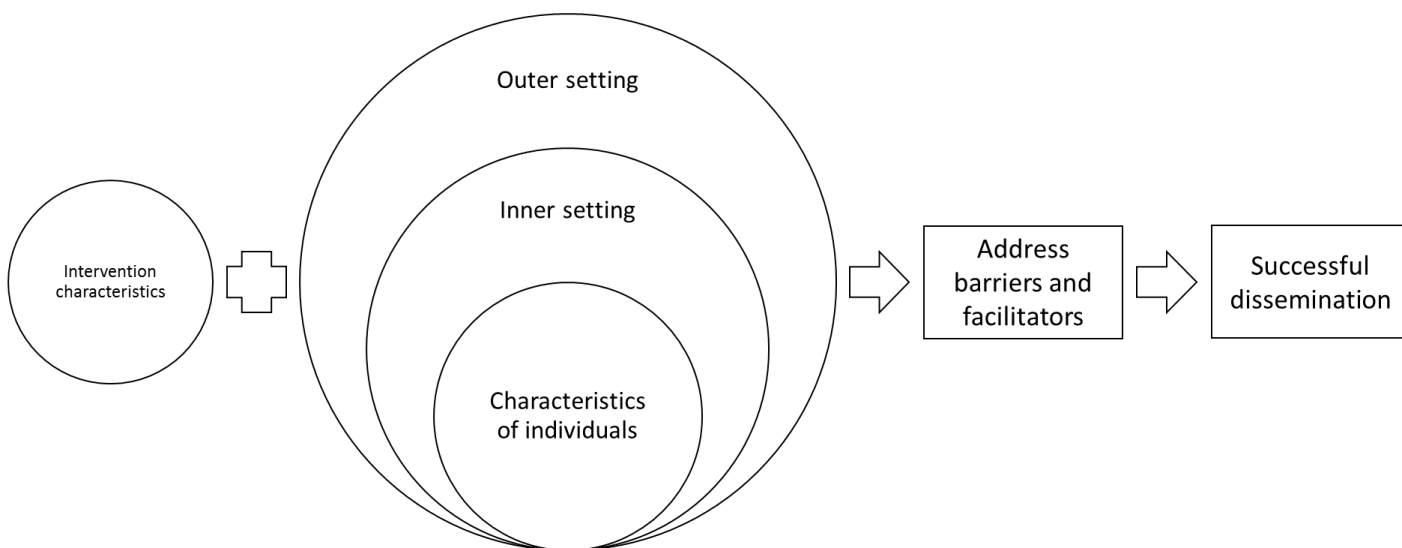 Intervention
characteristics
Outer setting
Inner setting
Characteristics
of individuals
Address
barriers and
facilitators
Successful
dissemination